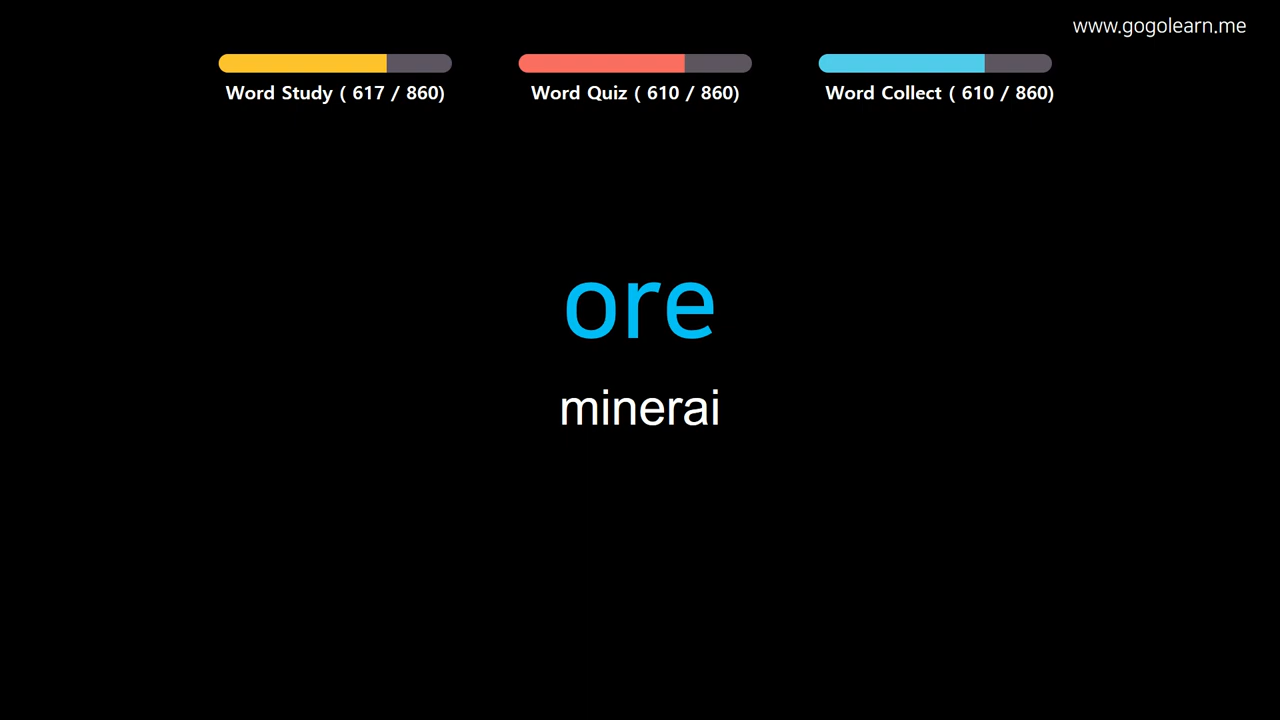 www.gogolearn.me
Word Study ( 617 / 860)
Word Quiz ( 610 / 860)
Word Collect ( 610 / 860)
ore
minerai